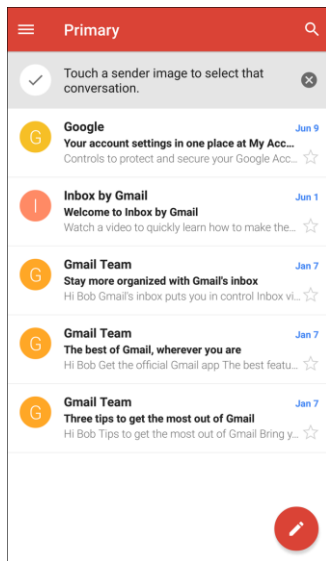 Primary
Touch a sender image to select that
conversation.
G
Google
Jun 9
Your account settings in one place at My Acc...
Controls to protect and secure your Google Acc...
I
Inbox by Gmail
Jun 1
Welcome to Inbox by Gmail
Watch a video to quickly learn how to make the...
G
Gmail Team
Jan 7
Stay more organized with Gmail's inbox
Hi Bob Gmail's inbox puts you in control Inbox vi...
G
Gmail Team
Jan 7
The best of Gmail, wherever you are
Hi Bob Get the official Gmail app The best featu...
G
Gmail Team
Jan 7
Three tips to get the most out of Gmail
Hi Bob Tips to get the most out of Gmail Bring y...